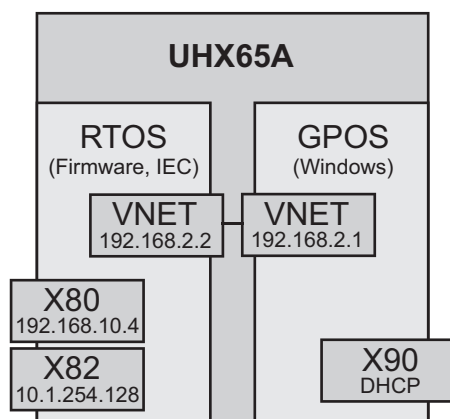 UHX65A
RTOS
(Firmware, IEC)
GPOS
(Windows)
VNET
192.168.2.2
VNET
192.168.2.1
X80
192.168.10.4
X82
10.1.254.128
X90
DHCP